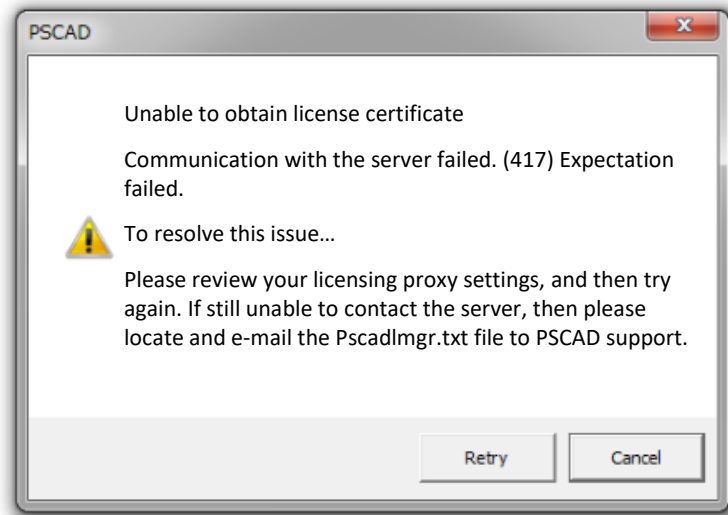 PSCAD
Unable to obtain license certificate
Communication with the server failed. (417) Expectation
failed.
To resolve this issue…
Please review your licensing proxy settings, and then try
again. If still unable to contact the server, then please
locate and e-mail the Pscadlmgr.txt file to PSCAD support.
Retry
Cancel